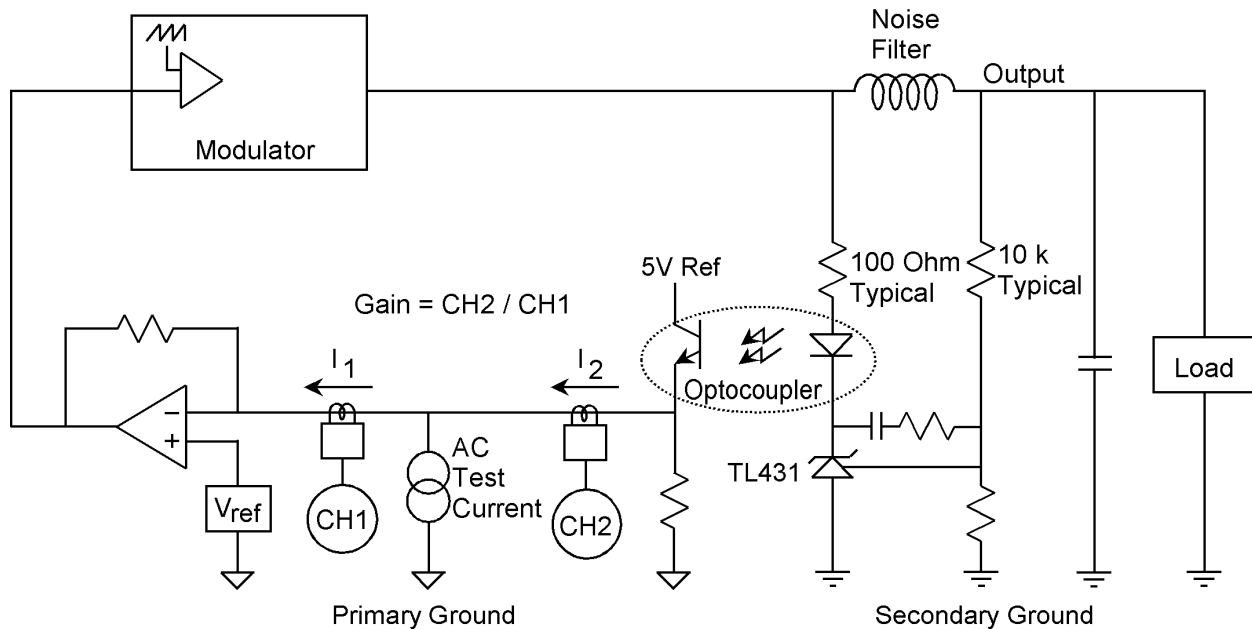 Noise
Filter
Output
Modulator
5V Ref
100 Ohm
Typical
10 k
Typical
Gain = CH2 / CH1
I1
I2
Optocoupler
Load
−
+
AC
Test
Current
TL431
Vref
CH1
CH2
Primary Ground
Secondary Ground